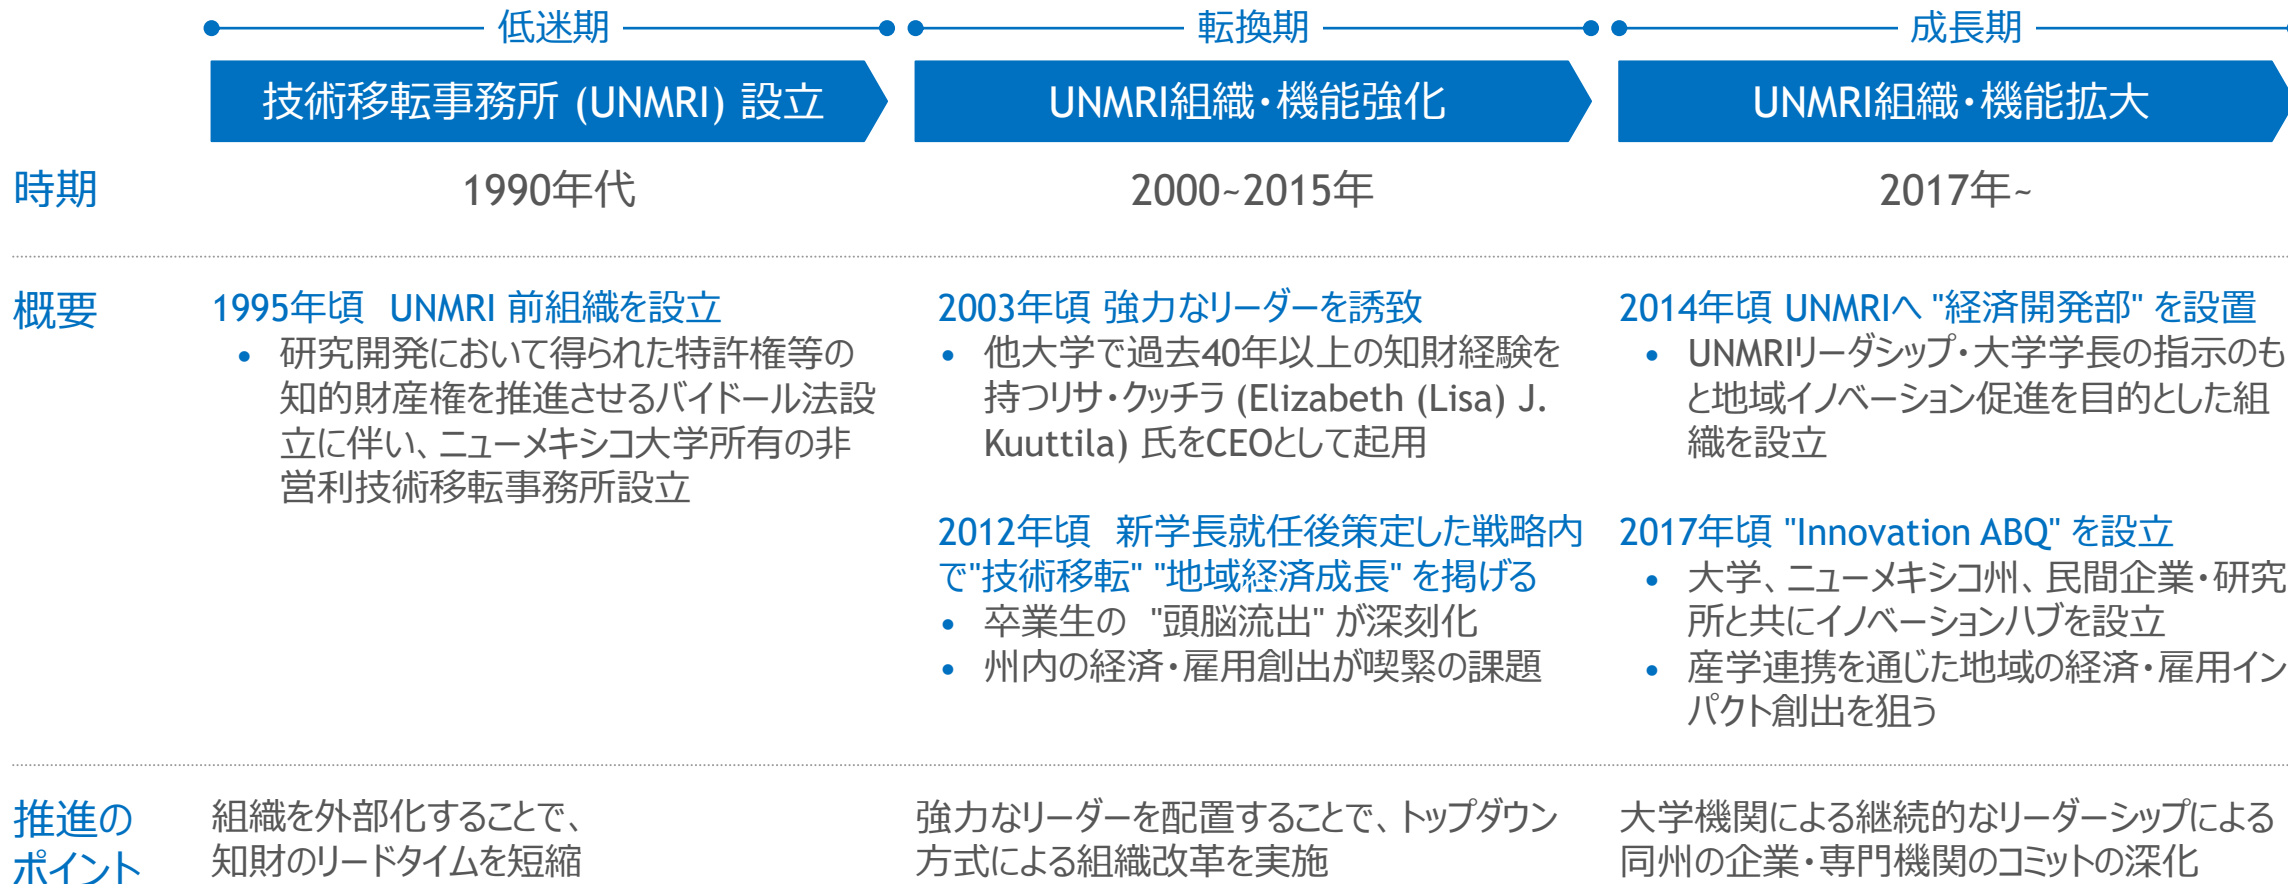 低迷期
転換期
成長期
技術移転事務所 (UNMRI) 設立
UNMRI組織・機能強化
UNMRI組織・機能拡大
時期
1990年代
2000~2015年
2017年~
概要
1995年頃 UNMRI 前組織を設立
• 研究開発において得られた特許権等の
知的財産権を推進させるバイドール法設
立に伴い、ニューメキシコ大学所有の非
営利技術移転事務所設立
2003年頃 強力なリーダーを誘致
• 他大学で過去40年以上の知財経験を
持つリサ・クッチラ (Elizabeth (Lisa) J.
Kuuttila) 氏をCEOとして起用
2012年頃 新学長就任後策定した戦略内
で"技術移転" "地域経済成長" を掲げる
• 卒業生の "頭脳流出" が深刻化
• 州内の経済・雇用創出が喫緊の課題
2014年頃 UNMRIへ "経済開発部" を設置
• UNMRIリーダシップ・大学学長の指示のも
と地域イノベーション促進を目的とした組
織を設立
2017年頃 "Innovation ABQ" を設立
• 大学、ニューメキシコ州、民間企業・研究
所と共にイノベーションハブを設立
• 産学連携を通じた地域の経済・雇用イン
パクト創出を狙う
推進の
ポイント
組織を外部化することで、
知財のリードタイムを短縮
強力なリーダーを配置することで、トップダウン
方式による組織改革を実施
大学機関による継続的なリーダーシップによる
同州の企業・専門機関のコミットの深化